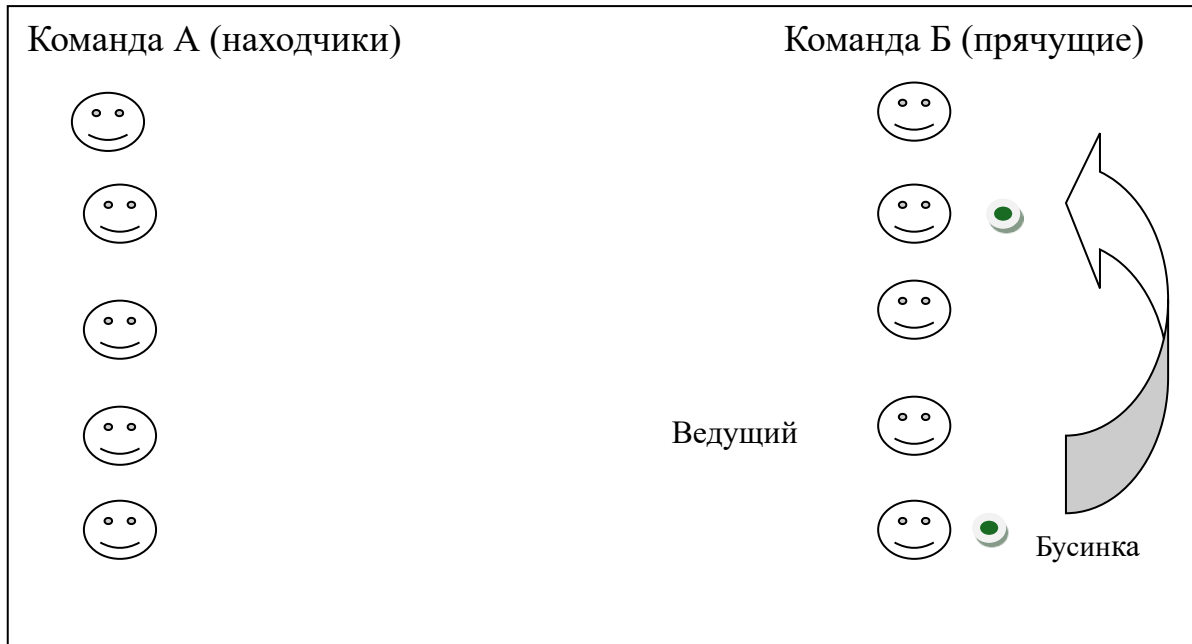 Команда А (находчики)
Команда Б (прячущие)
Ведущий
Бусинка